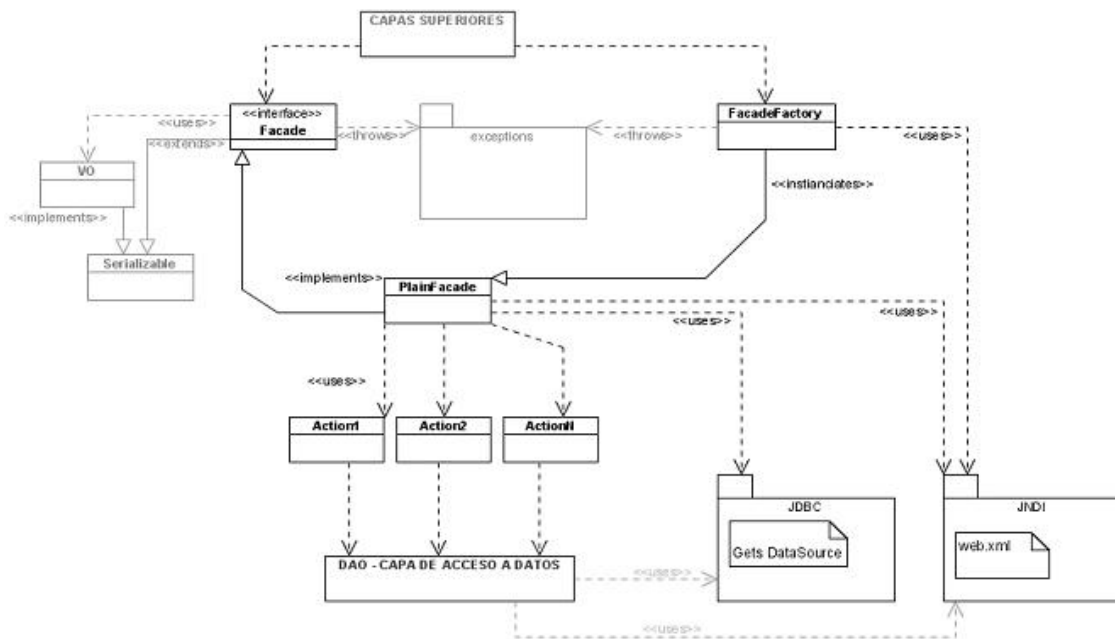 CAPAS SUPERIORES
<<interface>>
Facade
FacadeFactory
<<uses>>
<<throws>>
exceptions
<<throws>>
<<uses>>
<<extends>>
VO
<<instianciates>>
<<implements>>
Serializable
<<implements>>
PlainFacade
<<uses>>
<<uses>>
<<uses>>
Action1
Action2
ActionN
JDBC
JNDI
Gets DataSource
web.xml
DAO - CAPA DE ACCESO A DATOS
<<uses>>
<<uses>>